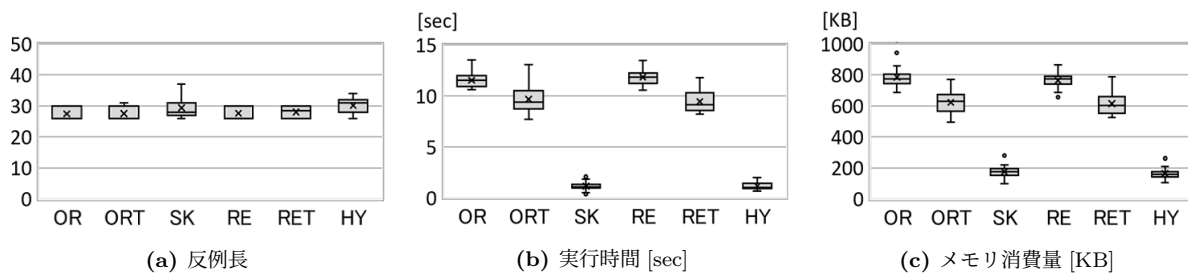 50
40
30
20
10
0
OR ORT SK RE RET HY
(a) 反例長
[sec]
15
10
5
0
OR ORT SK RE RET HY
(b) 実行時間 [sec]
[KB]
1000
800
600
400
200
0
OR ORT SK RE RET HY
(c) メモリ消費量 [KB]